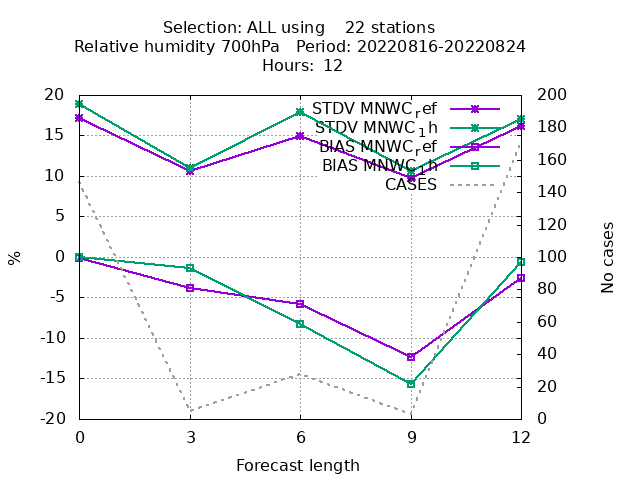 Selection: ALL using    22 stations
Relative humidity 700hPa   Period: 20220816-20220824
Hours: 12
STDV MNWC_ref
STDV MNWC_1h
BIAS MNWC_ref
BIAS MNWC_1h
CASES
20
15
10
5
0
-5
-10
-15
-20
%
200
180
160
140
120
100
80
60
40
20
0
No cases
0 3 6 9 12
Forecast length